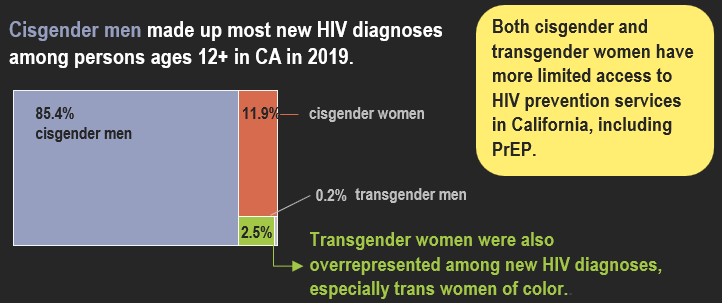 Cisgender men made up most new HIV diagnoses
among persons ages 12+ in CA in 2019.
Both cisgender and
transgender women have
more limited access to
HIV prevention services
in California, including
PrEP.
85.4%
cisgender men
11.9%
cisgender women
0.2% transgender men
2.5%
Transgender women were also
overrepresented among new HIV diagnoses,
especially trans women of color.